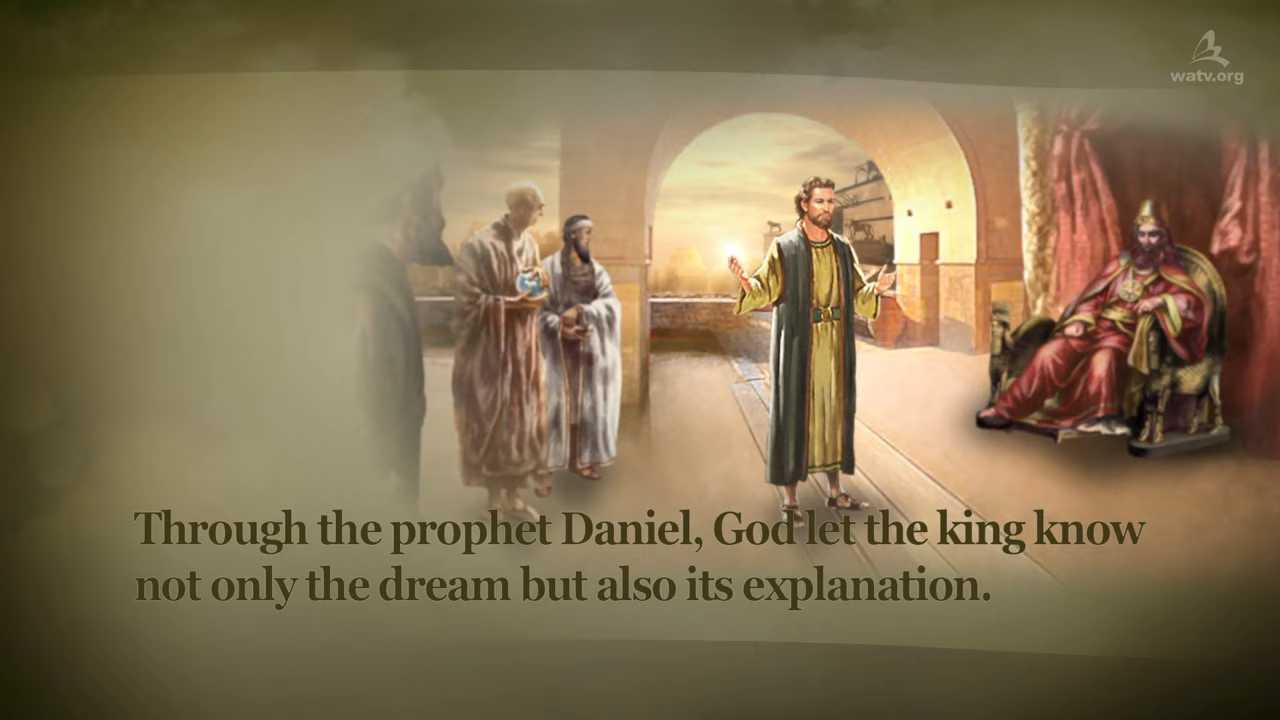 watv.org
Through the prophet Daniel, God let the king know
not only the dream but also its explanation.